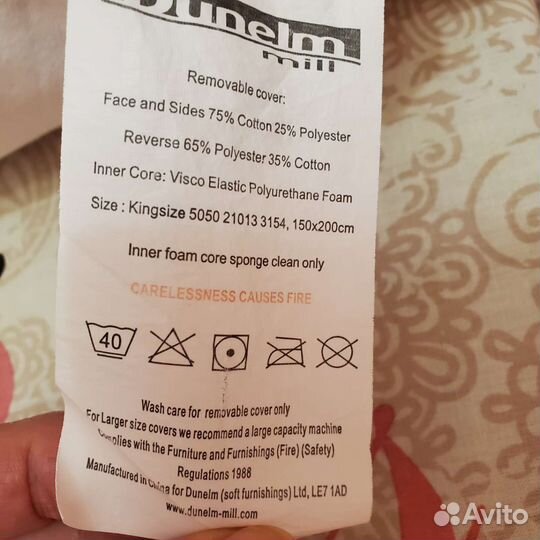 Dunelm
mill
Removable cover:
Face and Sides 75% Cotton 25% Polyester
Reverse 65% Polyester 35% Cotton
Inner Core: Visco Elastic Polyurethane Foam
Size : Kingsize 5050 21013 3154, 150x200cm
Inner foam core sponge clean only
CARELESSNESS CAUSES FIRE
40
Wash care for removable cover only
For Larger size covers we recommend a large capacity machine
Complies with the Furniture and Furnishings (Fire) (Safety)
Regulations 1988
Manufactured in China for Dunelm (soft furnishings) Ltd, LE7 1AD
www.dunelm-mill.com
Avito